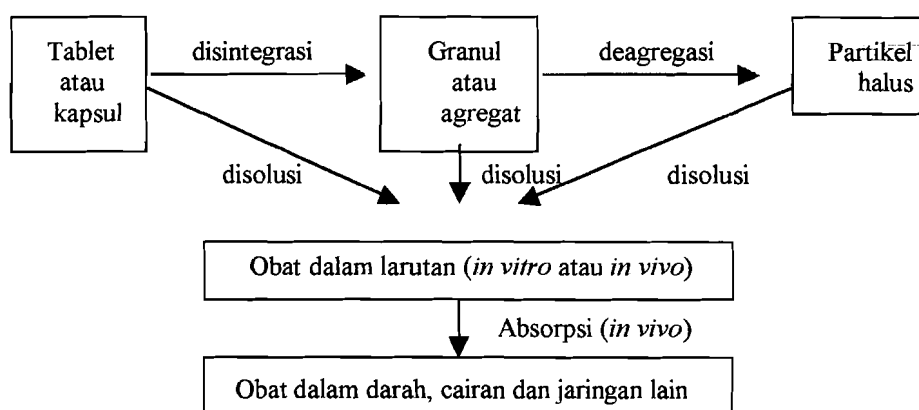 Tablet
atau
kapsul
disintegrasi
Granul
atau
agregat
deagregasi
Partikel
halus
disolusi
disolusi
disolusi
Obat dalam larutan (in vitro atau in vivo)
Absorpsi (in vivo)
Obat dalam darah, cairan dan jaringan lain